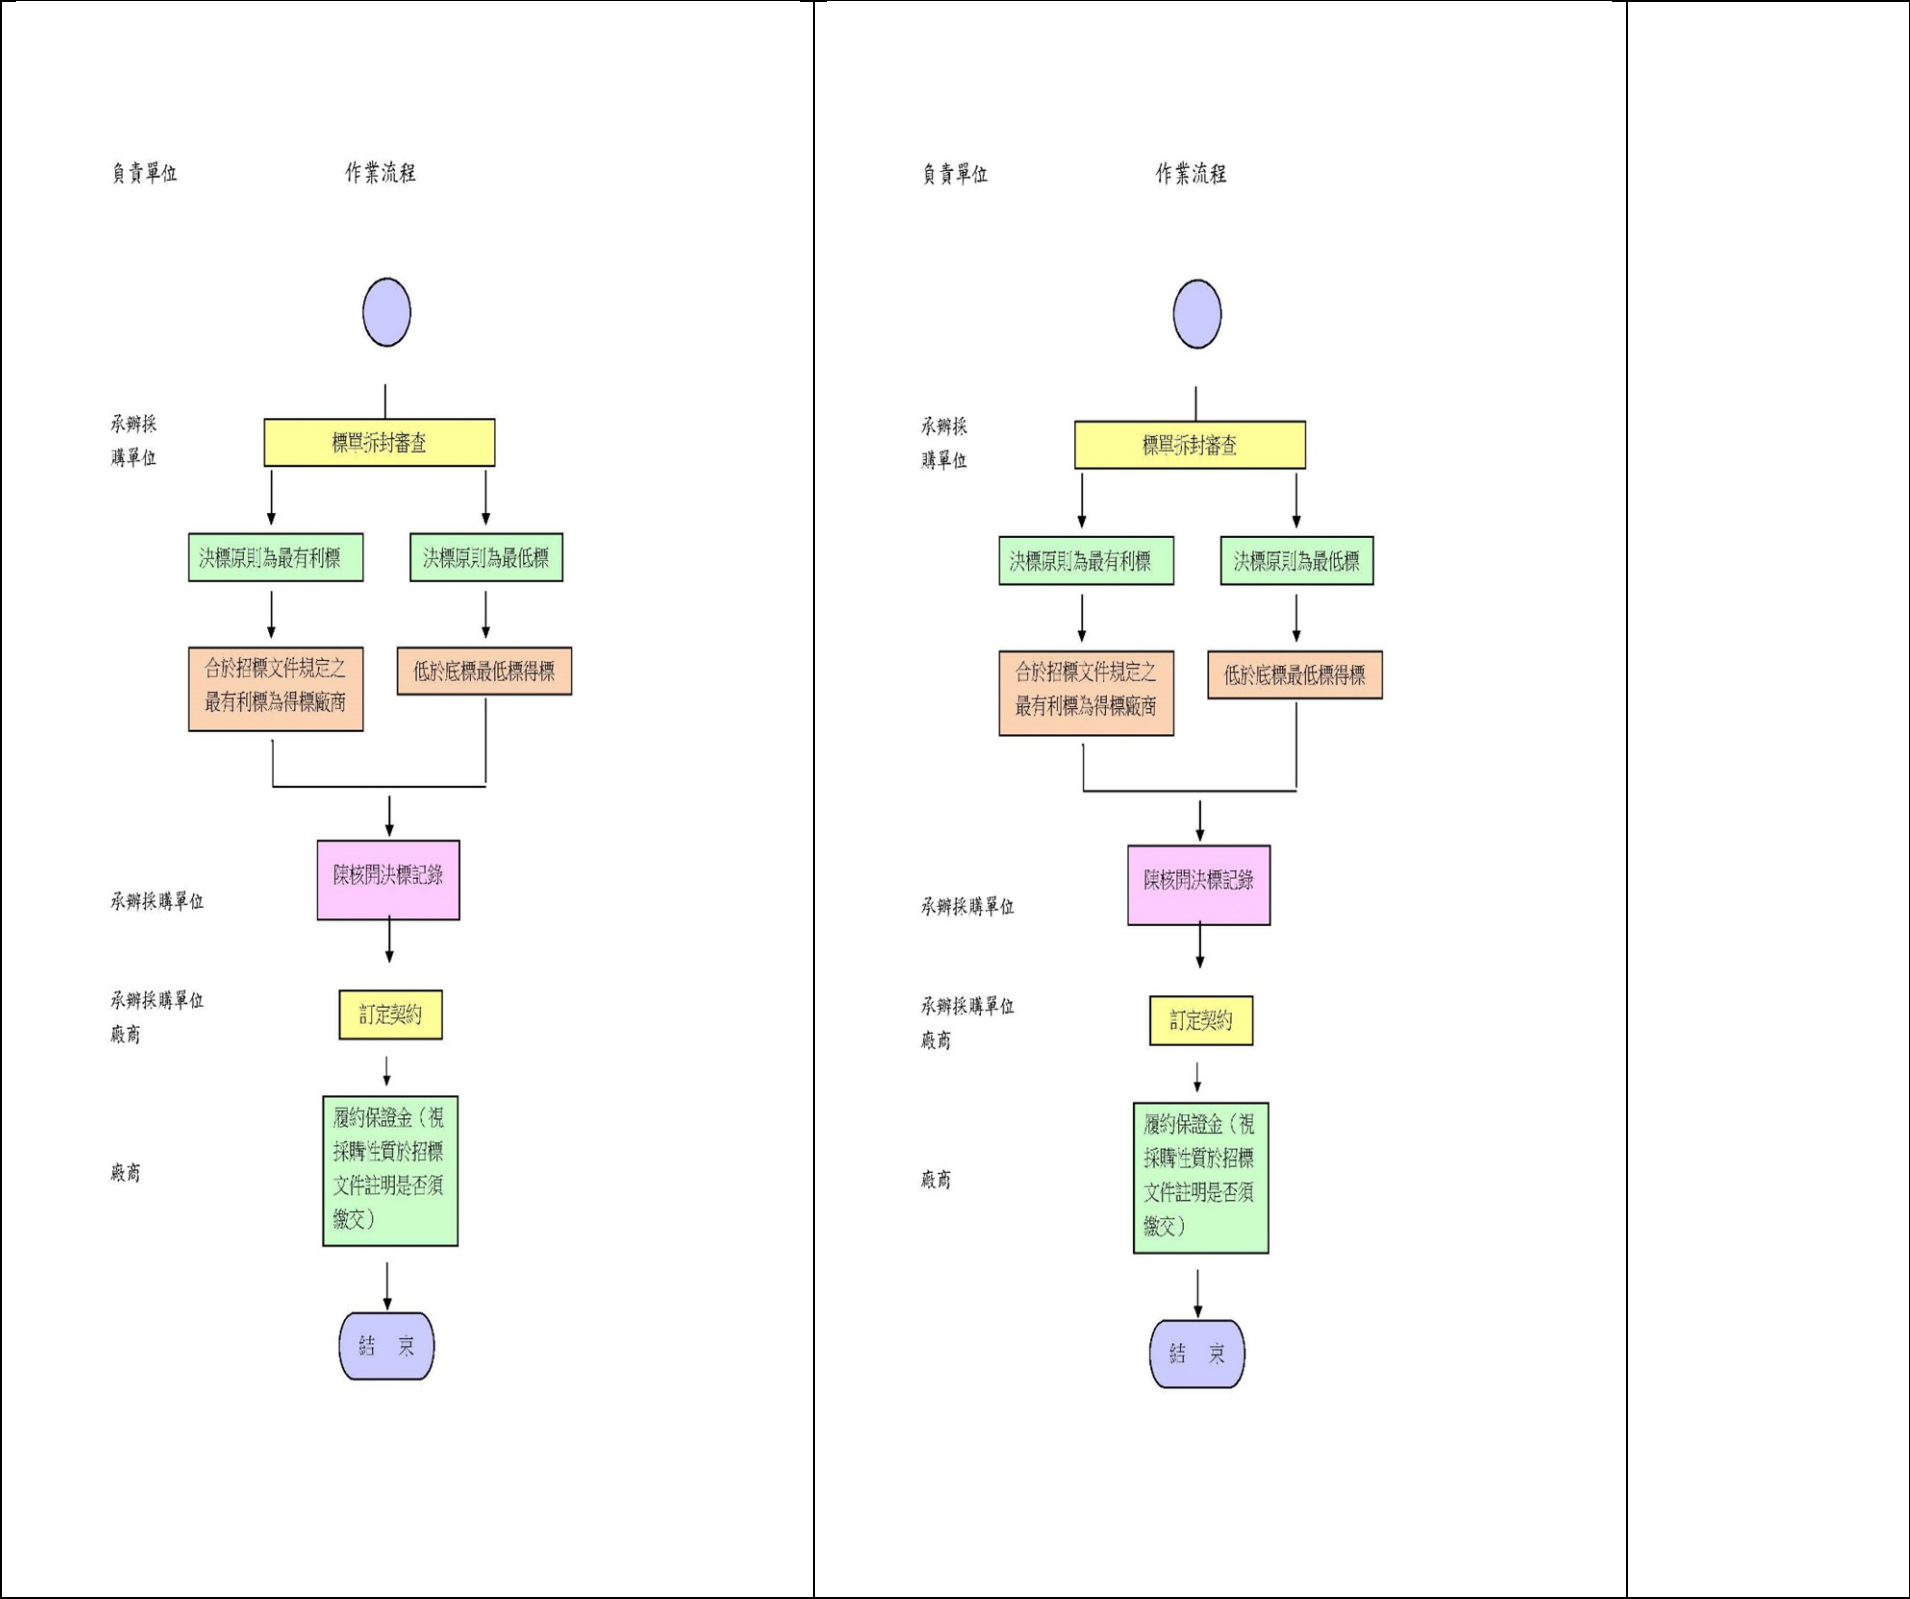 負責單位 作業流程
承辦採
購單位
標單拆封審查
決標原則為最有利標 決標原則為最低標
合於招標文件規定之
最有利標為得標廠商
低於底標最低標得標
陳核開決標記錄
承辦採購單位
承辦採購單位
廠商
訂定契約
履約保證金（視
採購性質於招標
文件註明是否須
繳交）
廠商
結 束
負責單位 作業流程
承辦採
購單位
標單拆封審查
決標原則為最有利標 決標原則為最低標
合於招標文件規定之
最有利標為得標廠商
低於底標最低標得標
陳核開決標記錄
承辦採購單位
承辦採購單位
廠商
訂定契約
履約保證金（視
採購性質於招標
文件註明是否須
繳交）
廠商
結 束